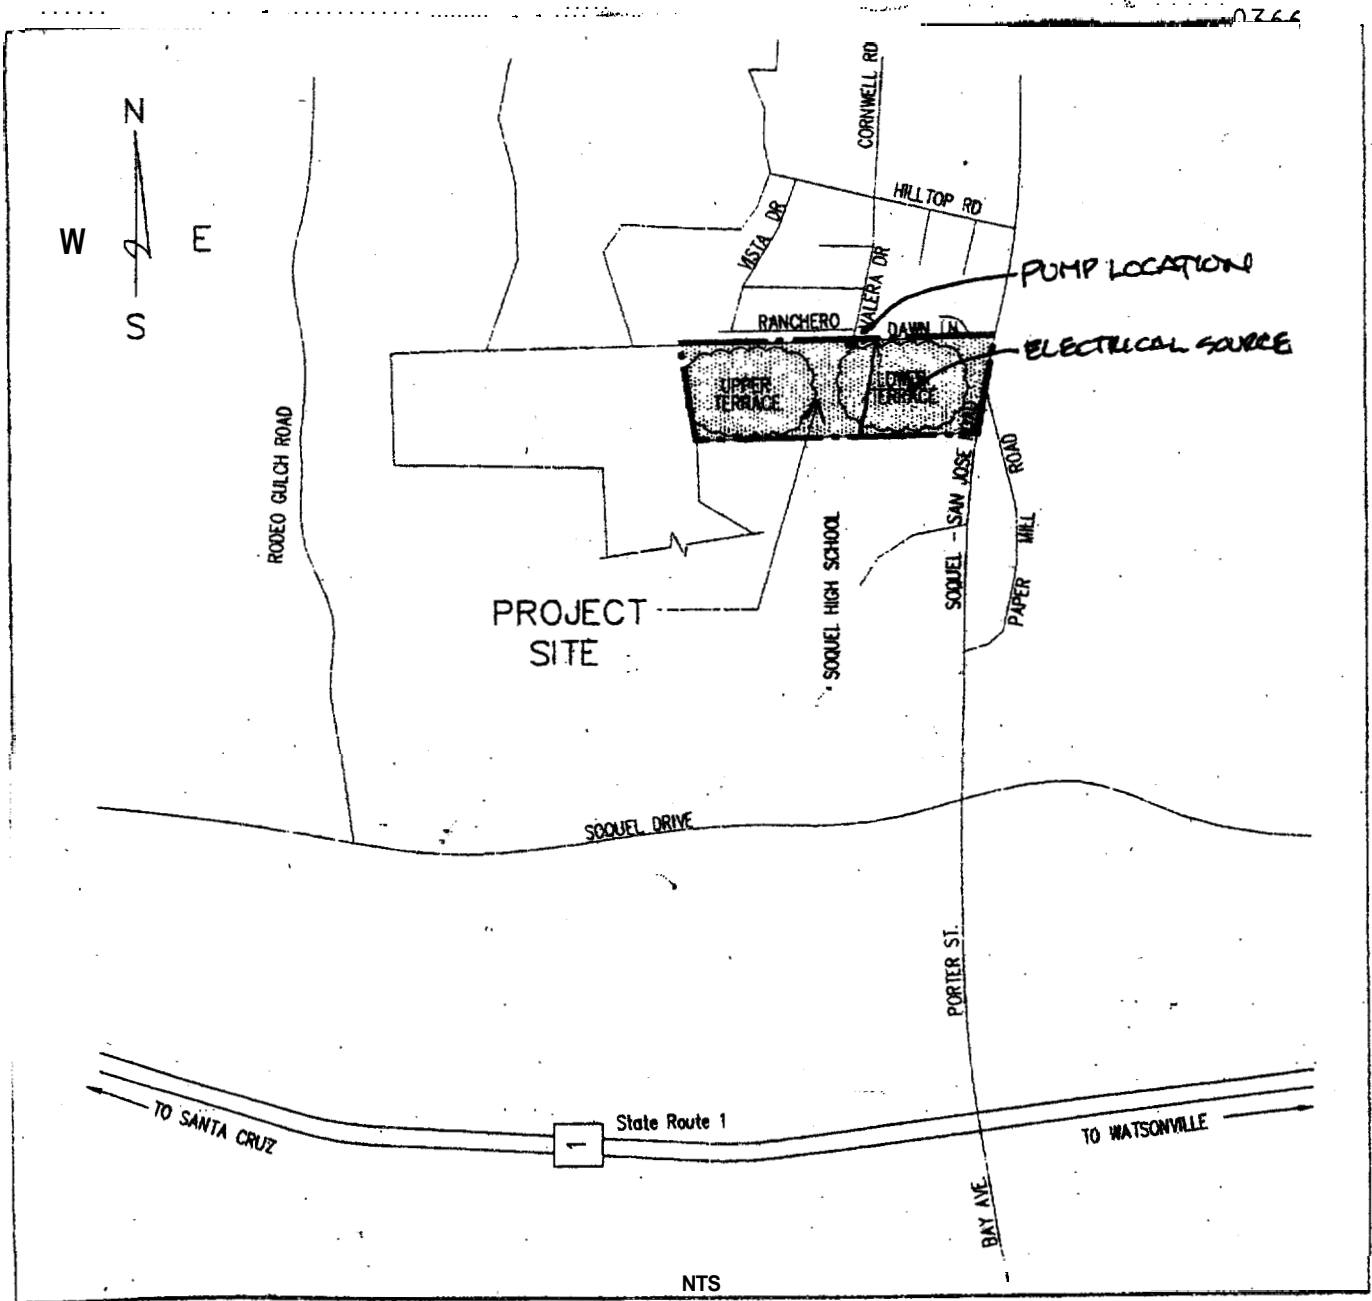 0366
N
CORNWELL RD
HILLTOP RD
W
E
VISTA DR
VALERA DR
PUMP LOCATION
S
RANCHERO
DAWN LN
ELECTRICAL SOURCE
UPPER
TERRACE
LOWER
TERRACE
RODEO GULCH ROAD
SOQUEL - SAN JOSE ROAD
PAPER MILL ROAD
SOQUEL HIGH SCHOOL
PROJECT
SITE
SOQUEL DRIVE
PORTER ST.
TO SANTA CRUZ
1
State Route 1
TO WATSONVILLE
BAY AVE.
NTS